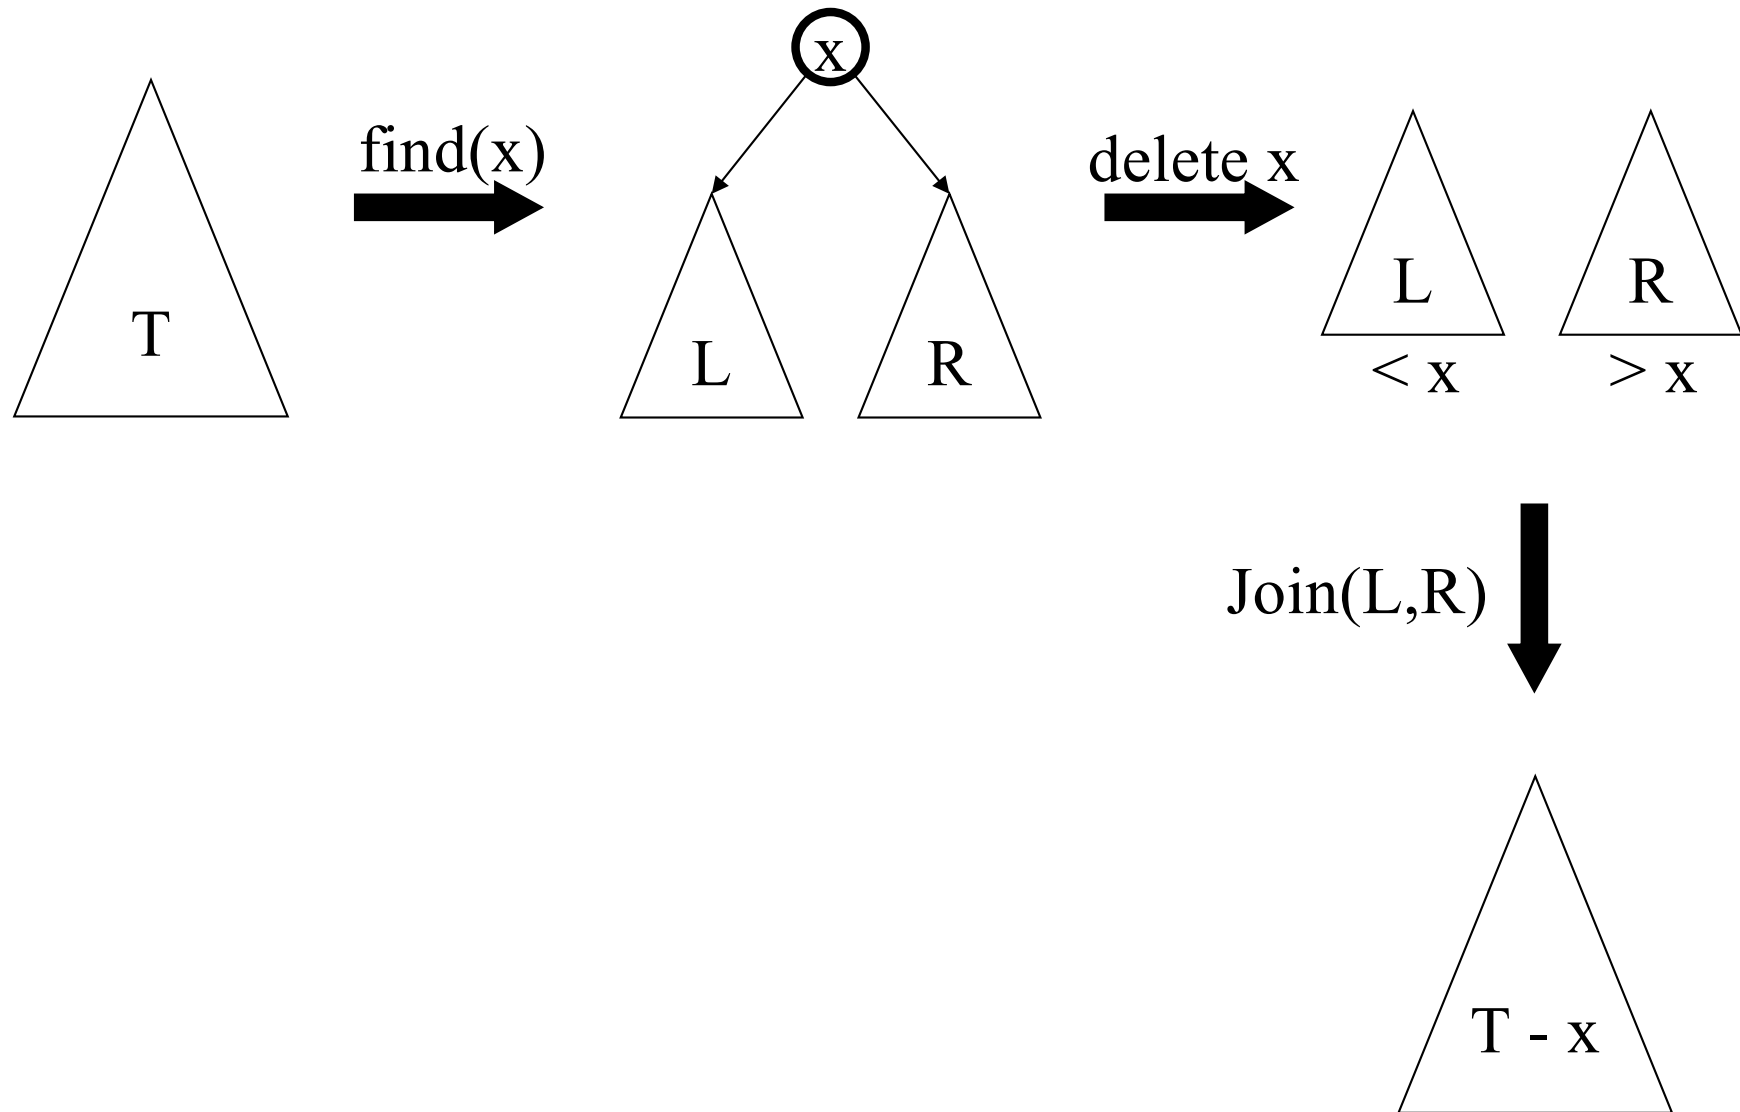 x
find(x)
delete x
T
L
R
L
R
< x
> x
Join(L,R)
T - x